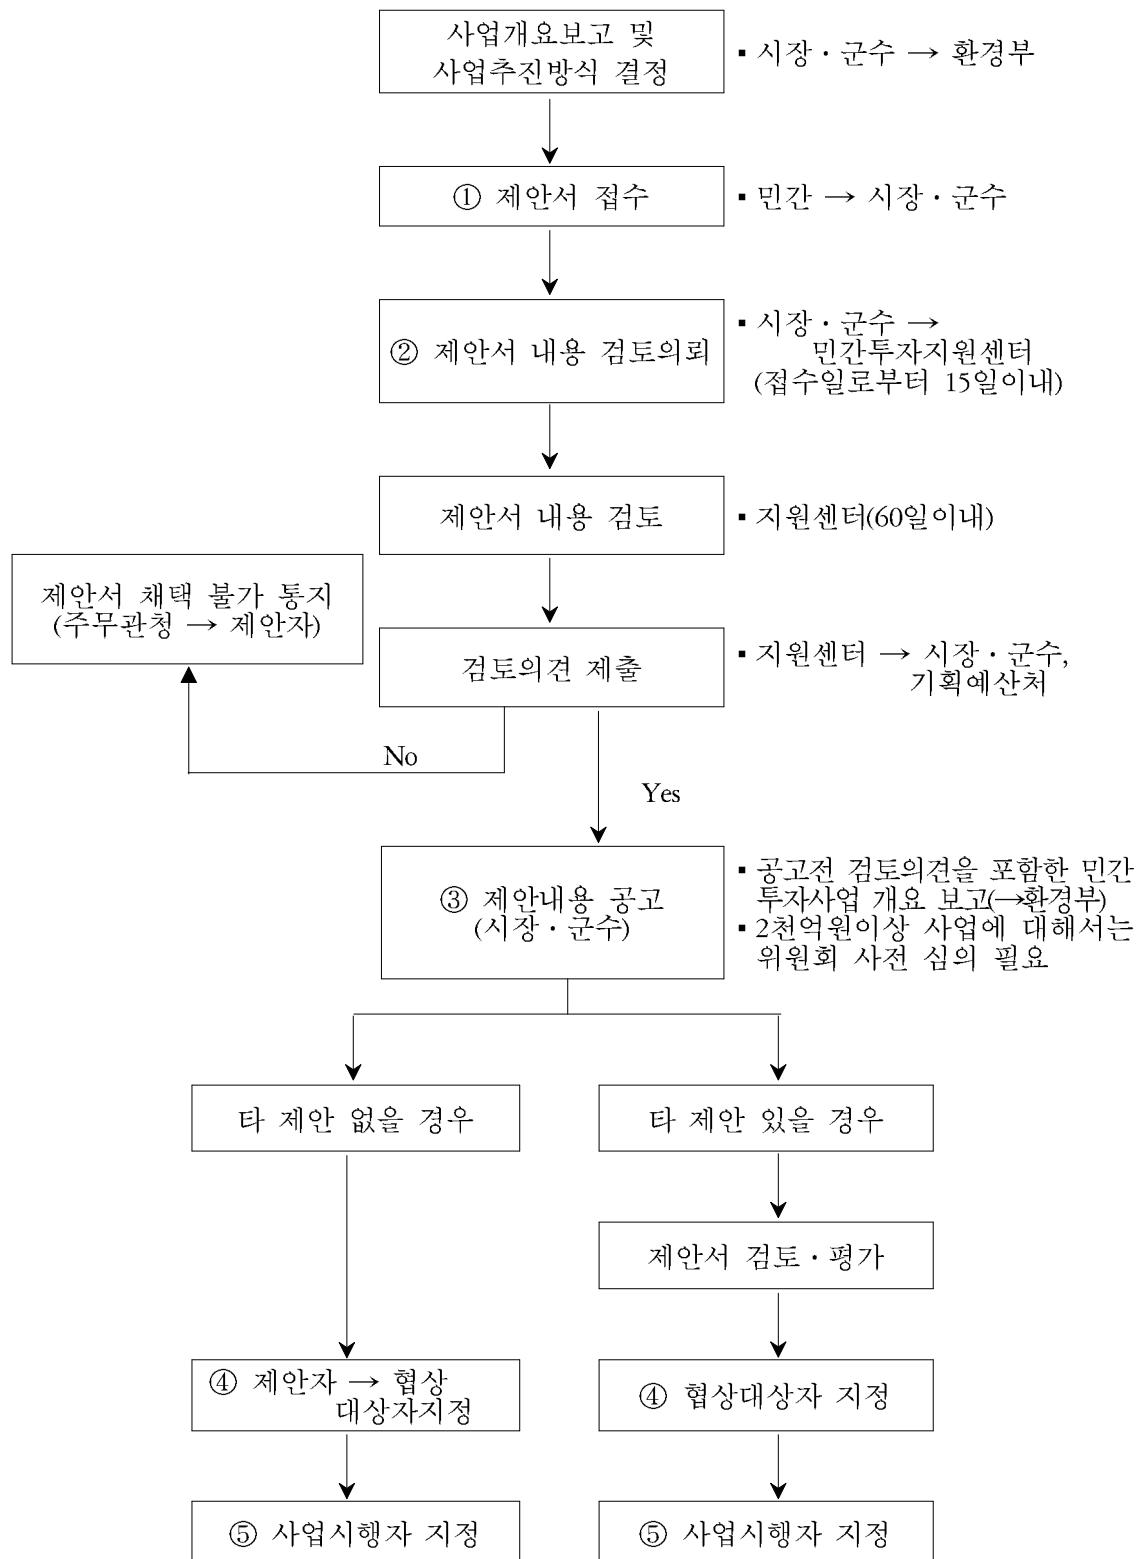 사업개요보고 및
사업추진방식 결정
▪ 시장·군수 → 환경부
① 제안서 접수
▪ 민간 → 시장·군수
② 제안서 내용 검토의뢰
▪ 시장·군수 →
민간투자지원센터
(접수일로부터 15일이내)
제안서 내용 검토
▪ 지원센터(60일이내)
제안서 채택 불가 통지
(주무관청 → 제안자)
검토의견 제출
▪ 지원센터 → 시장·군수,
기획예산처
No
Yes
③ 제안내용 공고
(시장·군수)
▪ 공고전 검토의견을 포함한 민간
투자사업 개요 보고(→환경부)
▪ 2천억원이상 사업에 대해서는
위원회 사전 심의 필요
타 제안 없을 경우
타 제안 있을 경우
제안서 검토·평가
④ 제안자 → 협상
대상자지정
④ 협상대상자 지정
⑤ 사업시행자 지정
⑤ 사업시행자 지정